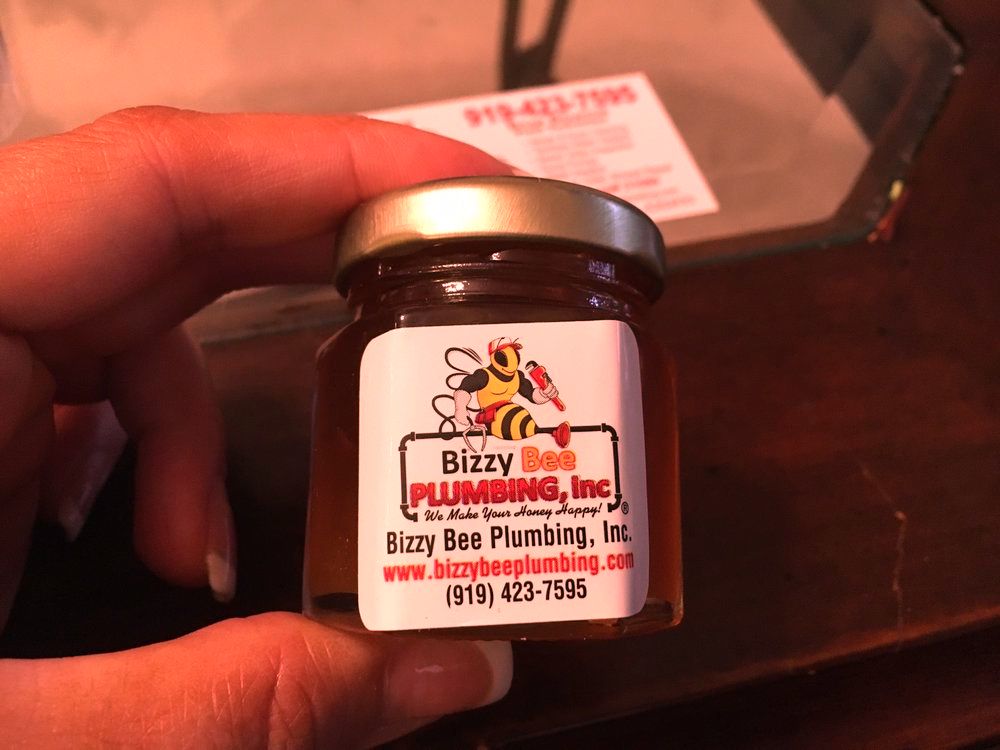 919-423-7595
Bizzy Bee
PLUMBING, inc
We Make Your Honey Happy! ®
Bizzy Bee Plumbing, Inc.
www.bizzybeeplumbing.com
(919) 423-7595